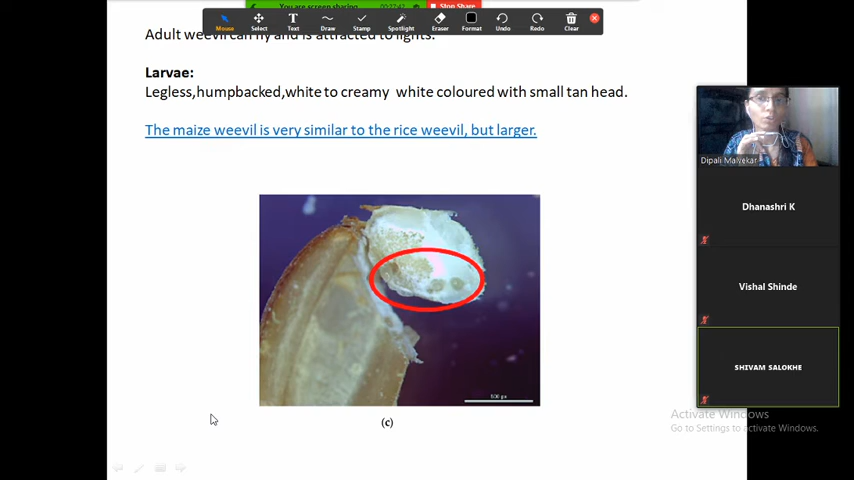 You are screen sharing
00:27:47
Stop Share
Mouse
Select
Text
Draw
Stamp
Spotlight
Eraser
Format
Undo
Redo
Clear
Adult weevil can fly and is attracted to lights.
Larvae:
Legless,humpbacked,white to creamy white coloured with small tan head.
The maize weevil is very similar to the rice weevil, but larger.
(c)
Dipali Malvekar
Dhanashri K
Vishal Shinde
SHIVAM SALOKHE
Activate Windows
Go to Settings to activate Windows.